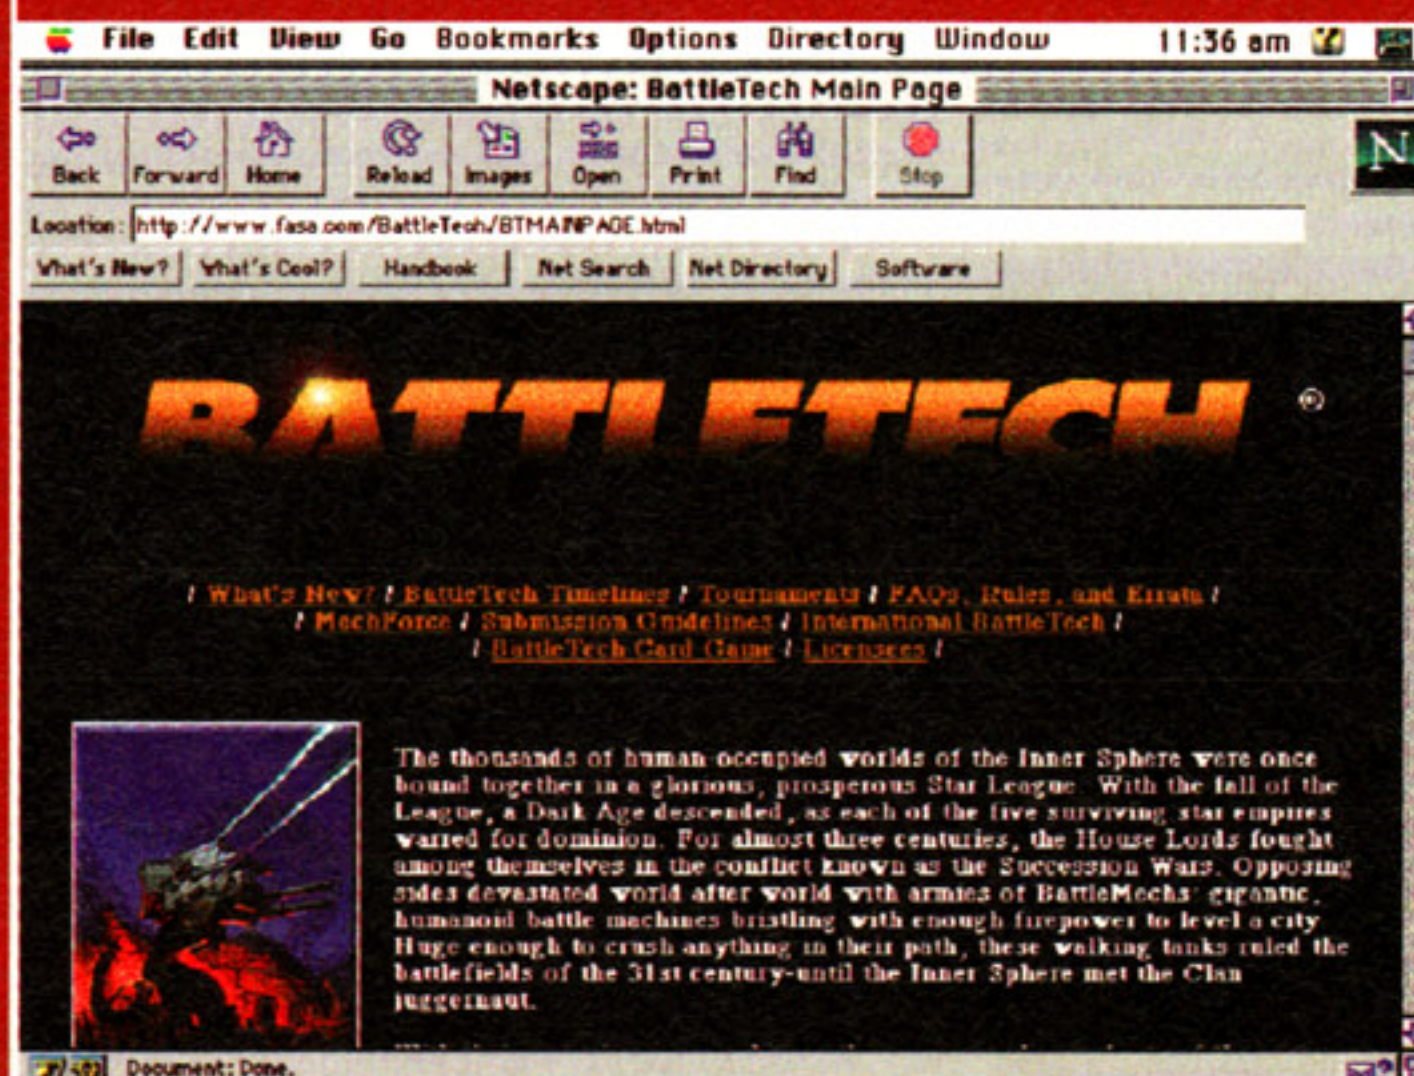 File Edit View Go Bookmarks Options Directory Window 11:36 am
Netscape: BattleTech Main Page
Back Forward Home Reload Images Open Print Find Stop
N
Location: http://www.fasa.com/BattleTech/BTMAINPAGE.html
What's New? What's Cool? Handbook Net Search Net Directory Software
BATTLETECH ®
/ What's New? / BattleTech Timelines / Tournaments / FAQs, Rules, and Errata /
/ MechForce / Submission Guidelines / International BattleTech /
/ BattleTech Card Game / Licensees /
The thousands of human-occupied worlds of the Inner Sphere were once
bound together in a glorious, prosperous Star League. With the fall of the
League, a Dark Age descended, as each of the five surviving star empires
warred for dominion. For almost three centuries, the House Lords fought
among themselves in the conflict known as the Succession Wars. Opposing
sides devastated world after world with armies of BattleMechs: gigantic,
humanoid battle machines bristling with enough firepower to level a city.
Huge enough to crush anything in their path, these walking tanks ruled the
battlefields of the 31st century-until the Inner Sphere met the Clan
juggernaut.
Document: Done.